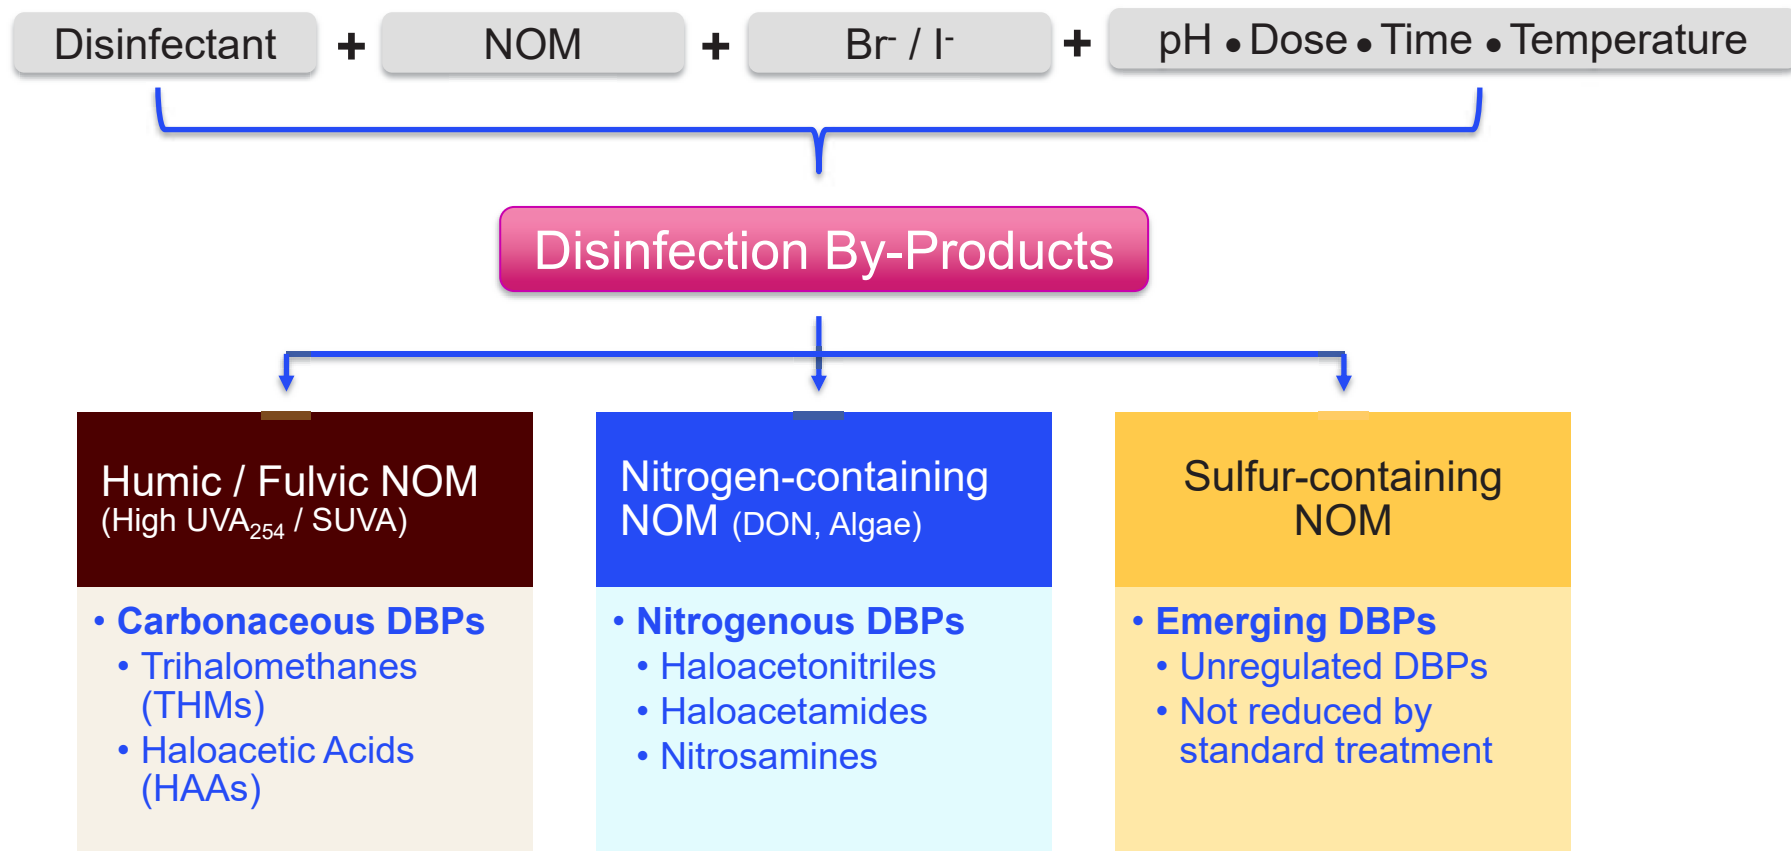 Disinfectant + NOM + Br⁻ / I⁻ + pH • Dose • Time • Temperature
Disinfection By-Products
Humic / Fulvic NOM
(High UVA₂₅₄ / SUVA)
• Carbonaceous DBPs
• Trihalomethanes
(THMs)
• Haloacetic Acids
(HAAs)
Nitrogen-containing
NOM (DON, Algae)
• Nitrogenous DBPs
• Haloacetonitriles
• Haloacetamides
• Nitrosamines
Sulfur-containing
NOM
• Emerging DBPs
• Unregulated DBPs
• Not reduced by
standard treatment